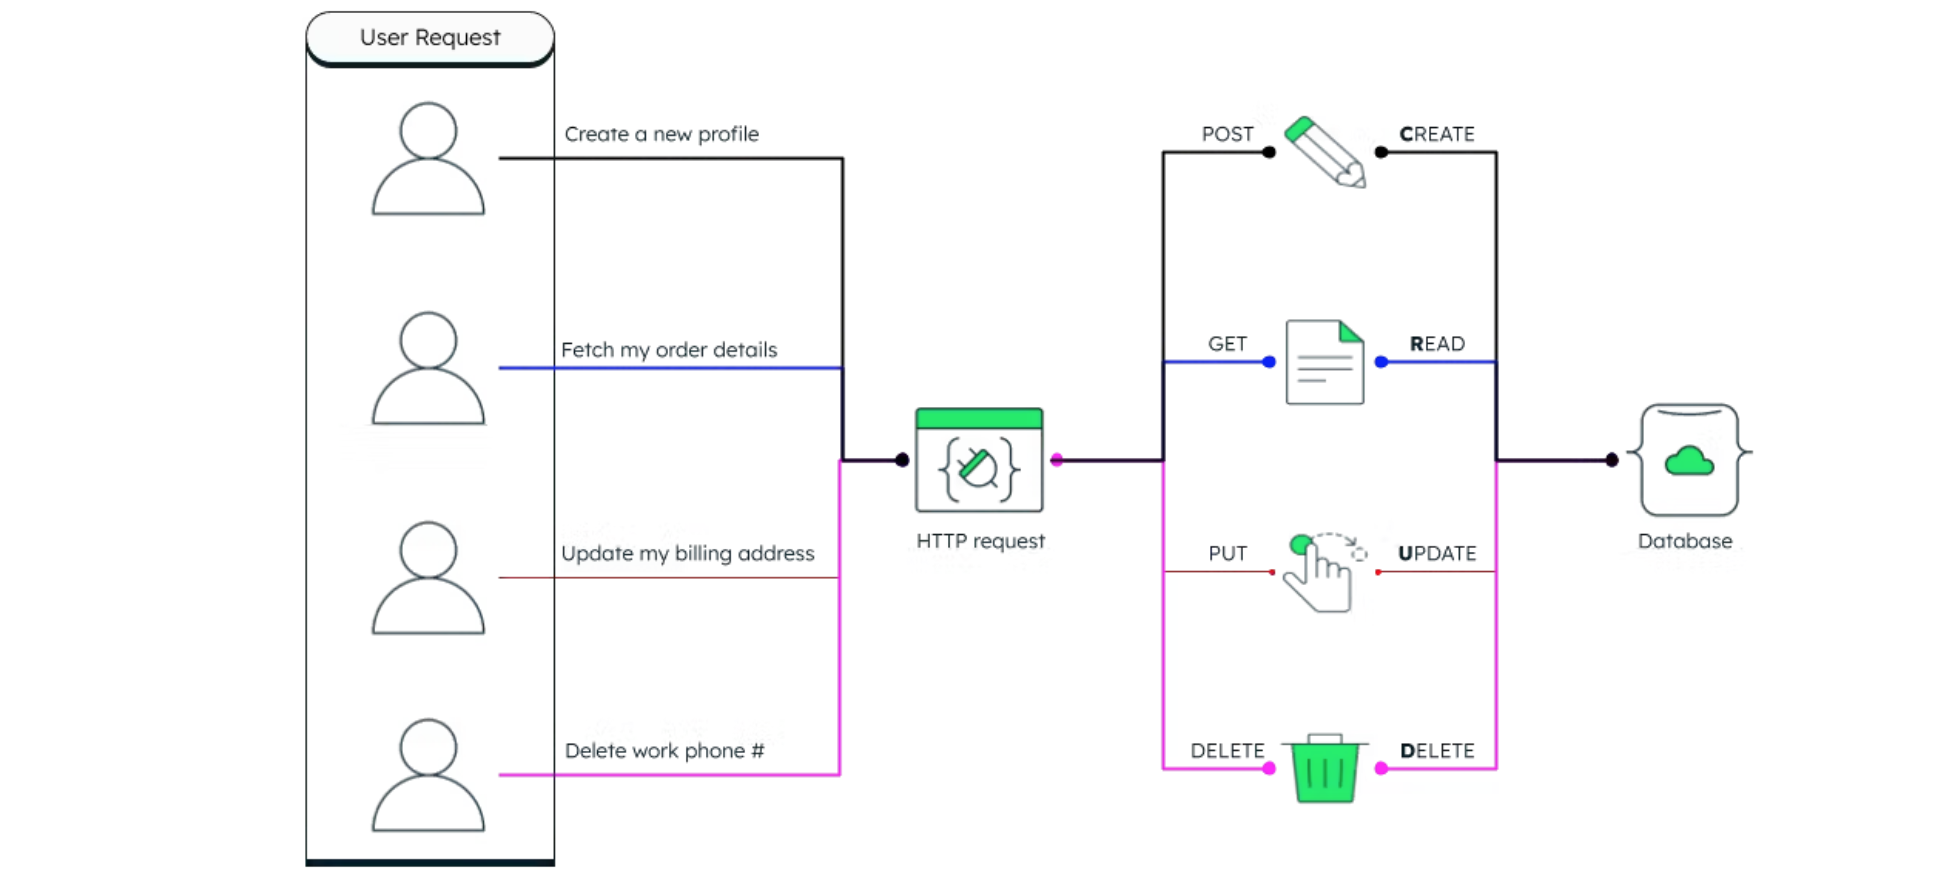 User Request
Create a new profile
Fetch my order details
Update my billing address
Delete work phone #
HTTP request
POST
CREATE
GET
READ
PUT
UPDATE
DELETE
DELETE
Database